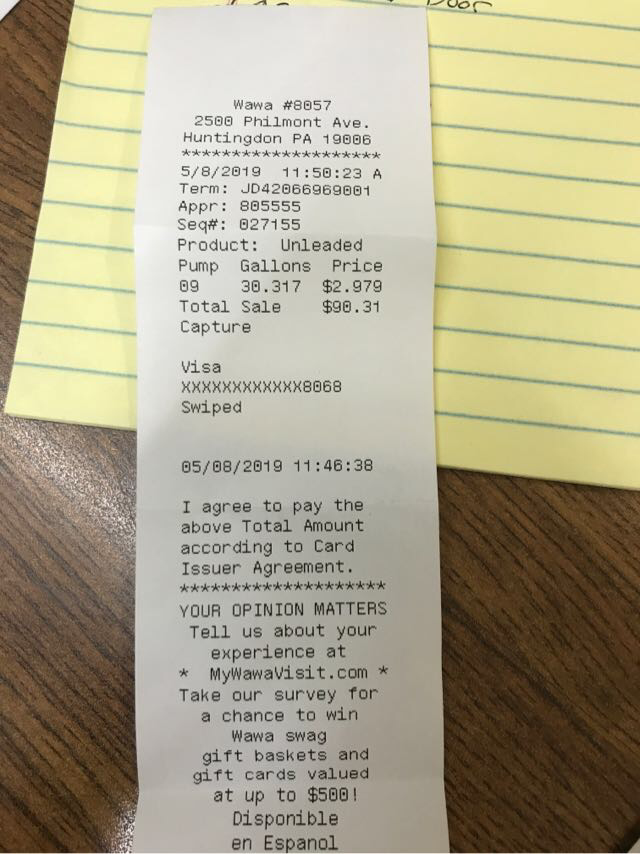 Door
Wawa #8057
2500 Philmont Ave.
Huntingdon PA 19006
********************
5/8/2019 11:50:23 A
Term: JD42066969001
Appr: 805555
Seq#: 027155
Product: Unleaded
Pump Gallons Price
09 30.317 $2.979
Total Sale $90.31
Capture
Visa
XXXXXXXXXXXX8068
Swiped
05/08/2019 11:46:38
I agree to pay the
above Total Amount
according to Card
Issuer Agreement.
********************
YOUR OPINION MATTERS
Tell us about your
experience at
* MyWawaVisit.com *
Take our survey for
a chance to win
Wawa swag
gift baskets and
gift cards valued
at up to $500!
Disponible
en Espanol